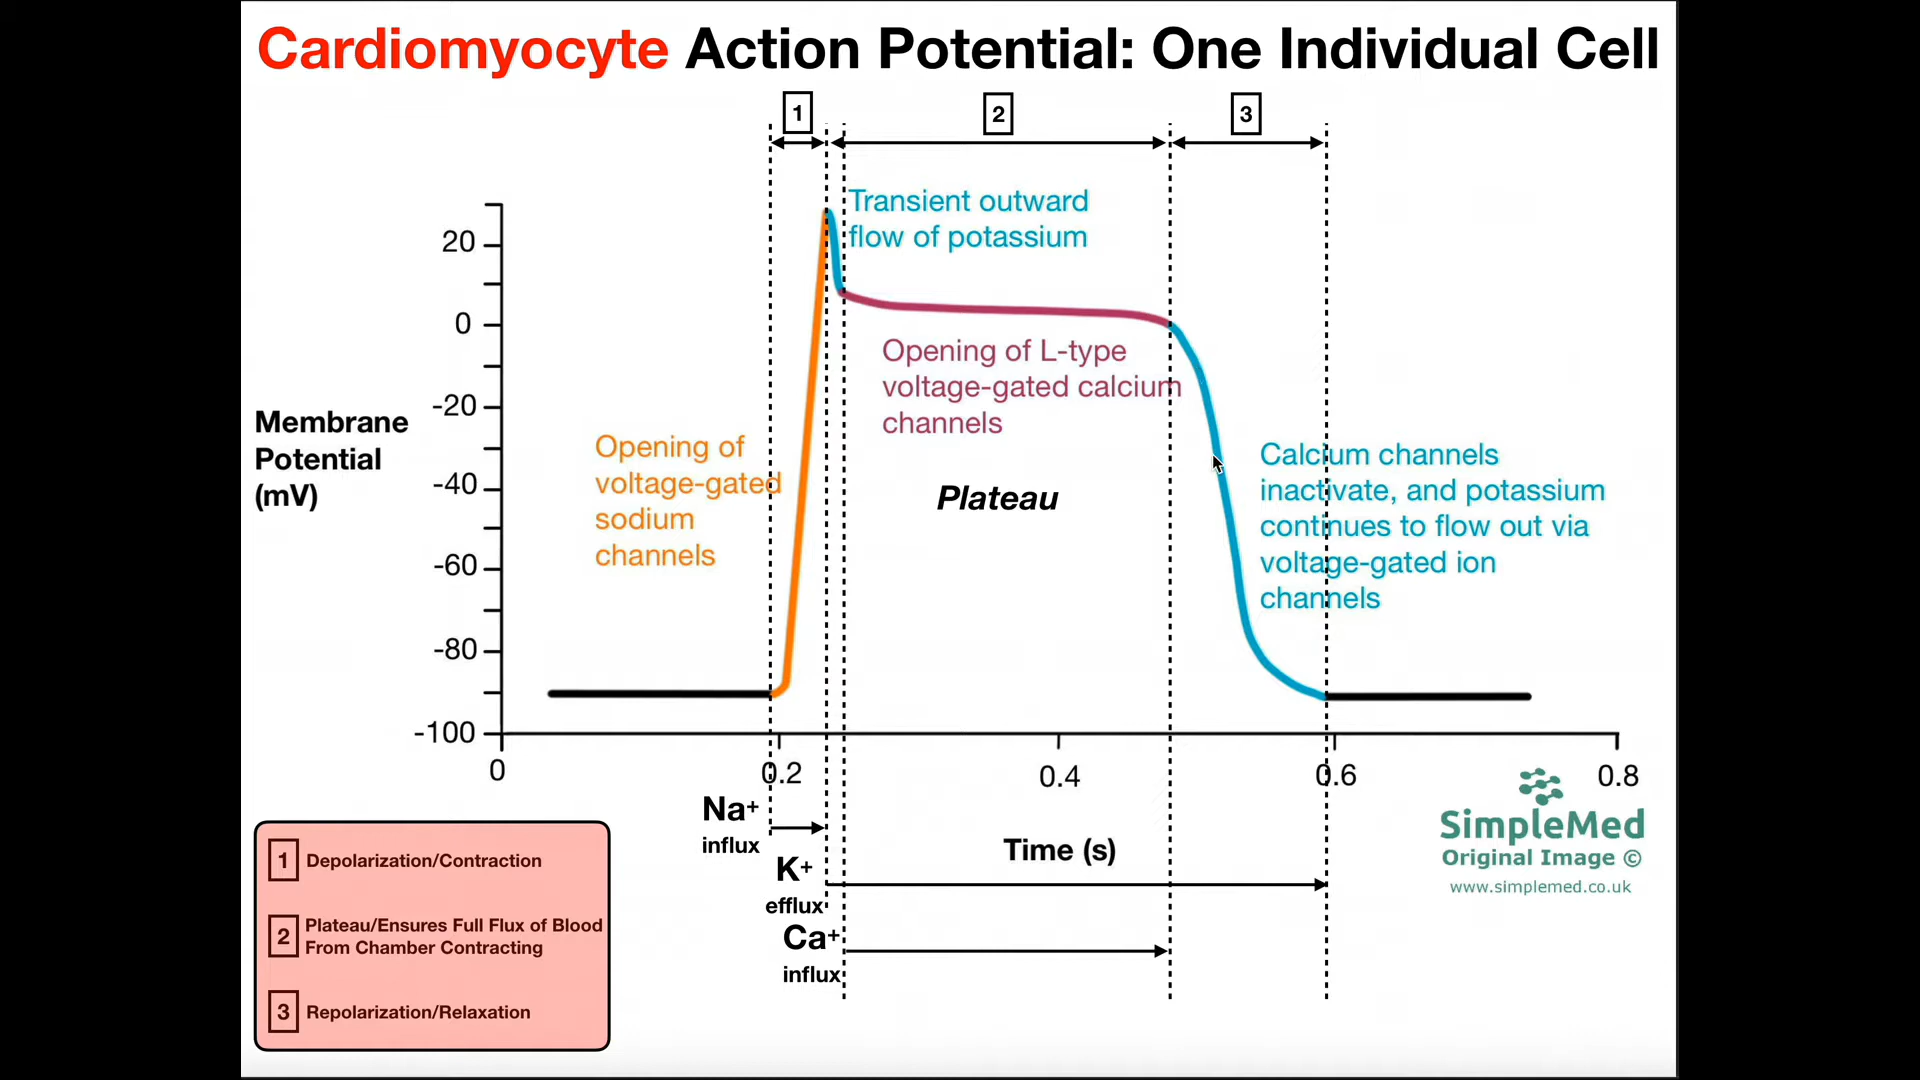 Cardiomyocyte Action Potential: One Individual Cell
1
2
3
Transient outward
flow of potassium
20
0
-20
-40
-60
-80
-100
Membrane
Potential
(mV)
Opening of
voltage-gated
sodium
channels
Opening of L-type
voltage-gated calcium
channels
Plateau
Calcium channels
inactivate, and potassium
continues to flow out via
voltage-gated ion
channels
0
0.2
0.4
0.6
0.8
Time (s)
Na+
influx
K+
efflux
Ca+
influx
1 Depolarization/Contraction
2 Plateau/Ensures Full Flux of Blood
From Chamber Contracting
3 Repolarization/Relaxation
SimpleMed
Original Image ©
www.simplemed.co.uk